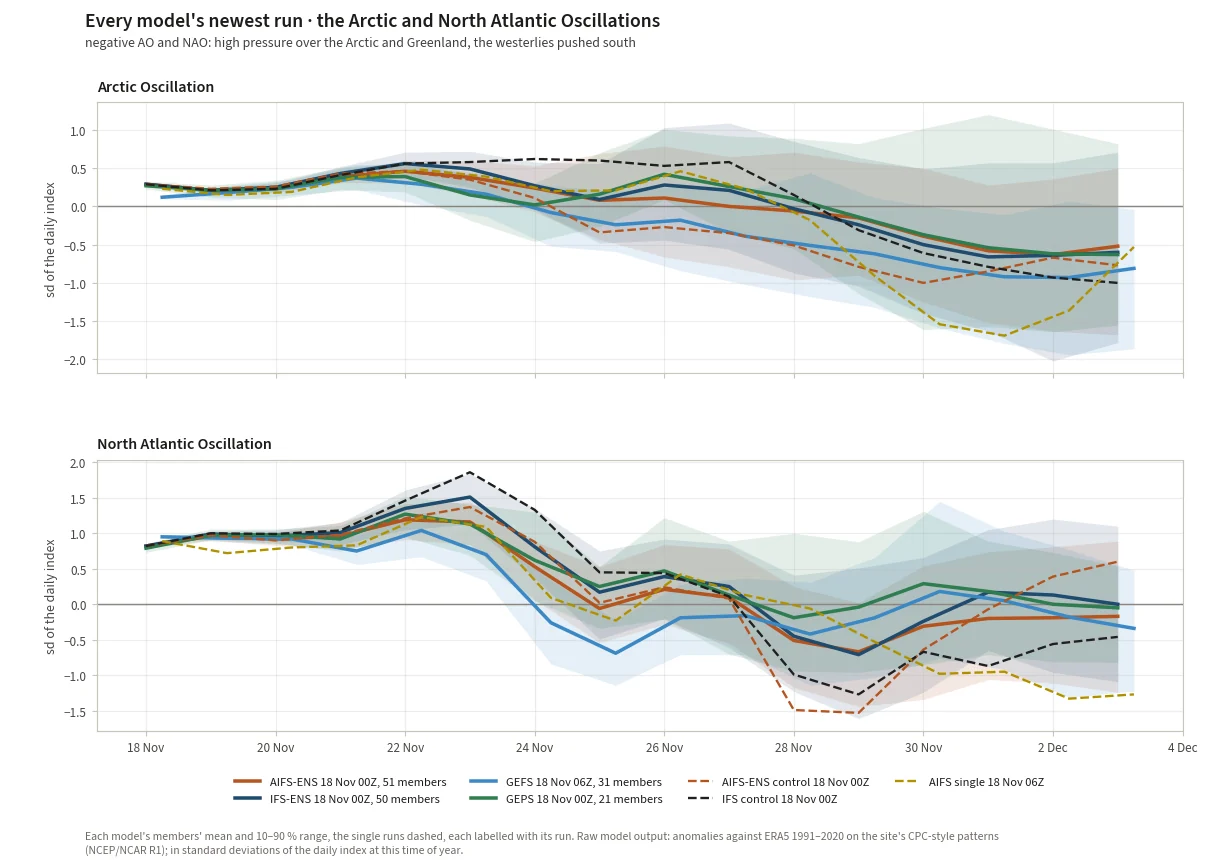 Every model's newest run · the Arctic and North Atlantic Oscillations
negative AO and NAO: high pressure over the Arctic and Greenland, the westerlies pushed south
Arctic Oscillation
1.0
0.5
0.0
−0.5
−1.0
−1.5
−2.0
sd of the daily index
North Atlantic Oscillation
2.0
1.5
1.0
0.5
0.0
−0.5
−1.0
−1.5
sd of the daily index
18 Nov 20 Nov 22 Nov 24 Nov 26 Nov 28 Nov 30 Nov 2 Dec 4 Dec
AIFS-ENS 18 Nov 00Z, 51 members GEFS 18 Nov 06Z, 31 members AIFS-ENS control 18 Nov 00Z AIFS single 18 Nov 06Z
IFS-ENS 18 Nov 00Z, 50 members GEPS 18 Nov 00Z, 21 members IFS control 18 Nov 00Z
Each model's members' mean and 10–90 % range, the single runs dashed, each labelled with its run. Raw model output: anomalies against ERA5 1991–2020 on the site's CPC-style patterns
(NCEP/NCAR R1); in standard deviations of the daily index at this time of year.